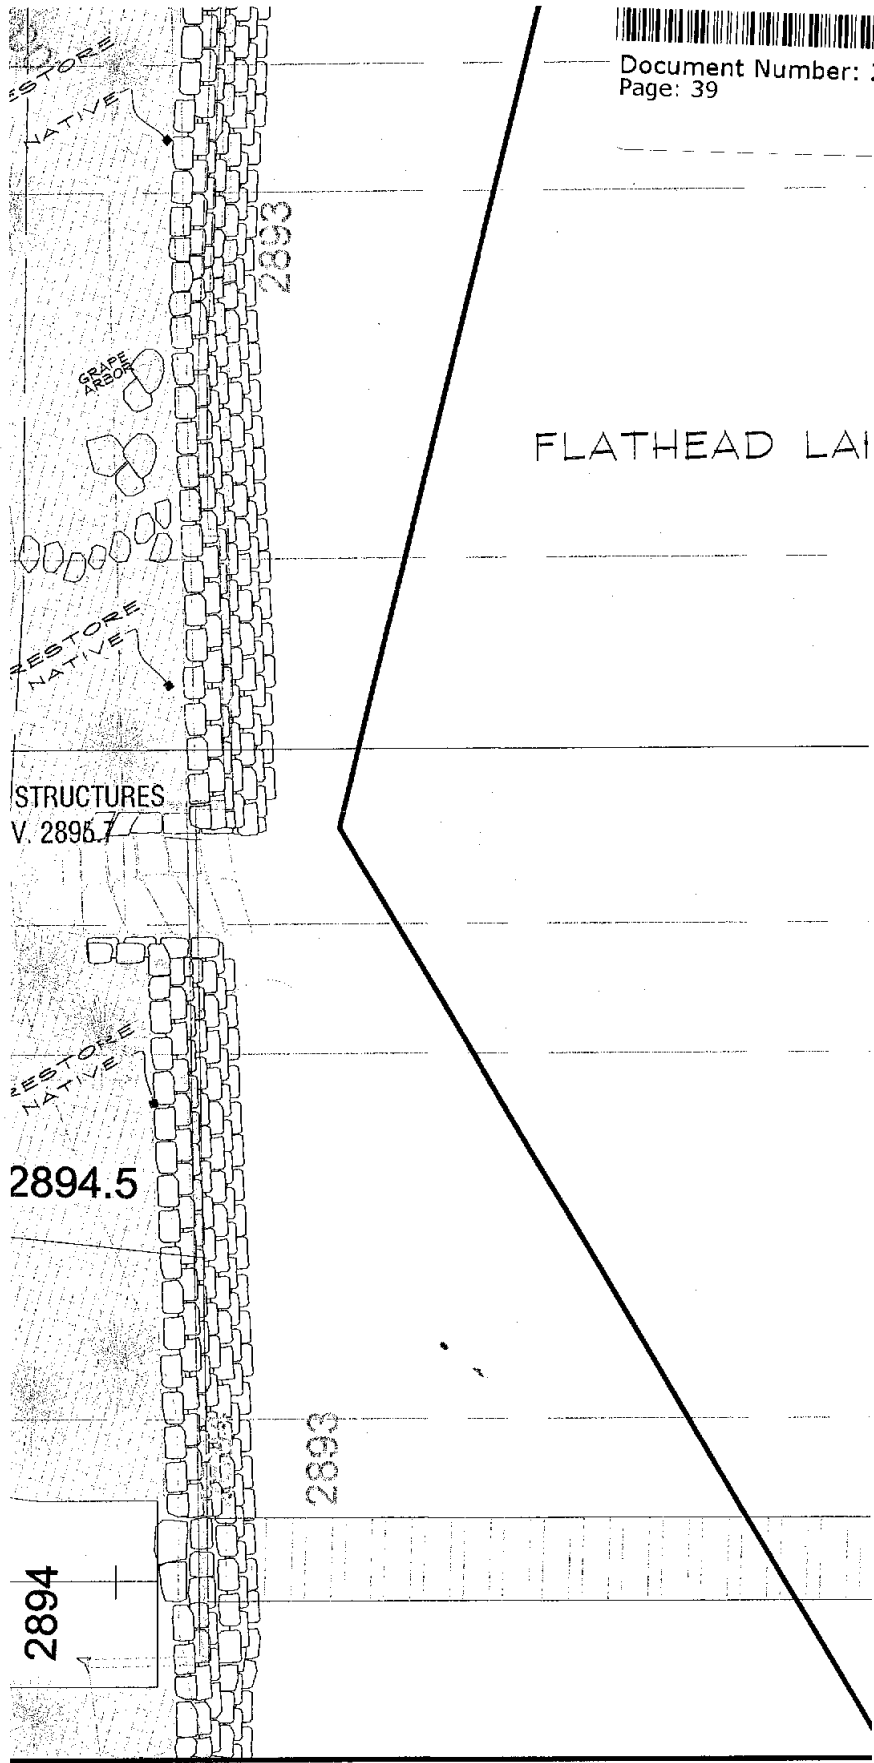 Document Number:
Page: 39
ESTORE
NATIVE
2893
GRAPE
ARBOR
FLATHEAD LA
RESTORE
NATIVE
STRUCTURES
V. 2895.7
RESTORE
NATIVE
2894.5
2893
2894